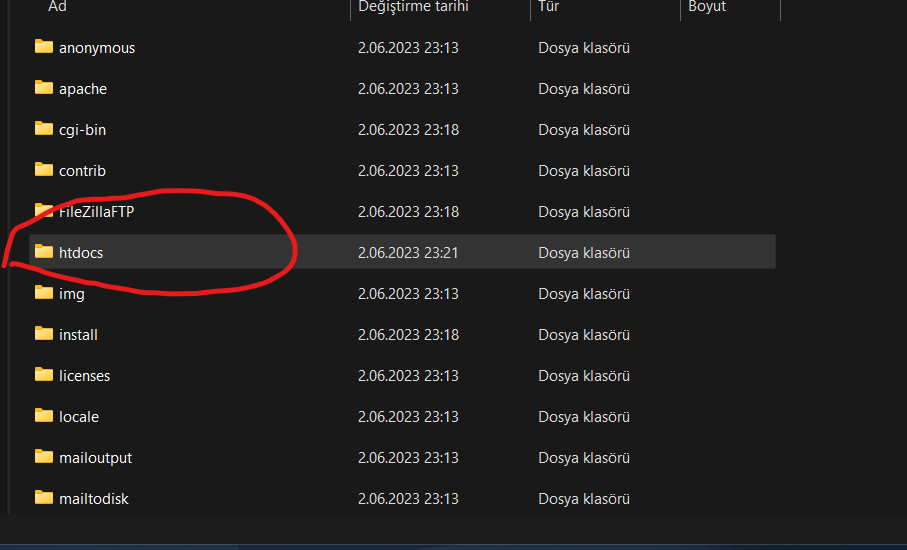 Ad Değiştirme tarihi Tür Boyut
anonymous 2.06.2023 23:13 Dosya klasörü
apache 2.06.2023 23:13 Dosya klasörü
cgi-bin 2.06.2023 23:18 Dosya klasörü
contrib 2.06.2023 23:13 Dosya klasörü
FileZillaFTP 2.06.2023 23:18 Dosya klasörü
htdocs 2.06.2023 23:21 Dosya klasörü
img 2.06.2023 23:13 Dosya klasörü
install 2.06.2023 23:18 Dosya klasörü
licenses 2.06.2023 23:13 Dosya klasörü
locale 2.06.2023 23:13 Dosya klasörü
mailoutput 2.06.2023 23:13 Dosya klasörü
mailtodisk 2.06.2023 23:13 Dosya klasörü